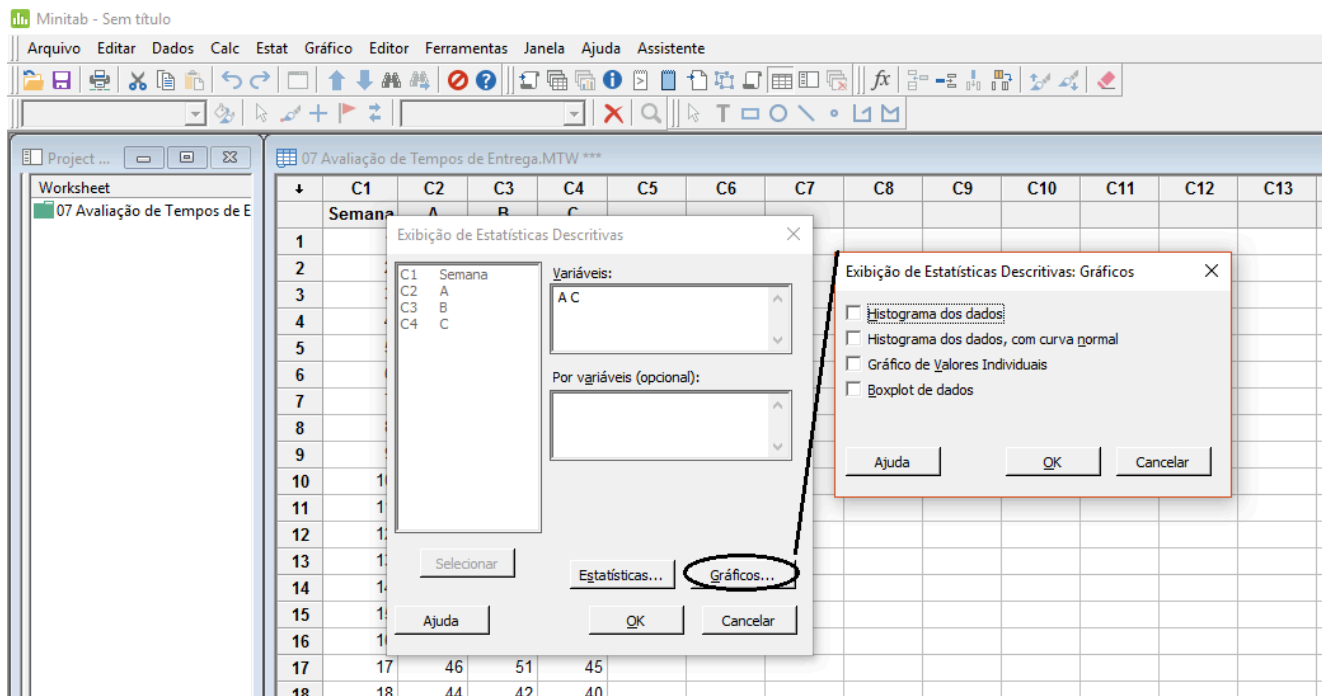 Minitab - Sem título
Arquivo Editar Dados Calc Estat Gráfico Editor Ferramentas Janela Ajuda Assistente
fx
Project ...
07 Avaliação de Tempos de Entrega.MTW ***
Worksheet
07 Avaliação de Tempos de E
C1 C2 C3 C4 C5 C6 C7 C8 C9 C10 C11 C12 C13
Semana A B C
Exibição de Estatísticas Descritivas
C1 Semana
C2 A
C3 B
C4 C
Variáveis:
A C
Por variáveis (opcional):
Selecionar
Estatísticas...
Gráficos...
Ajuda
OK
Cancelar
Exibição de Estatísticas Descritivas: Gráficos
Histograma dos dados
Histograma dos dados, com curva normal
Gráfico de Valores Individuais
Boxplot de dados
Ajuda
OK
Cancelar
1
2
3
4
5
6
7
8
9
10
11
12
13
14
15
16
17 17 46 51 45
18 18 44 42 40